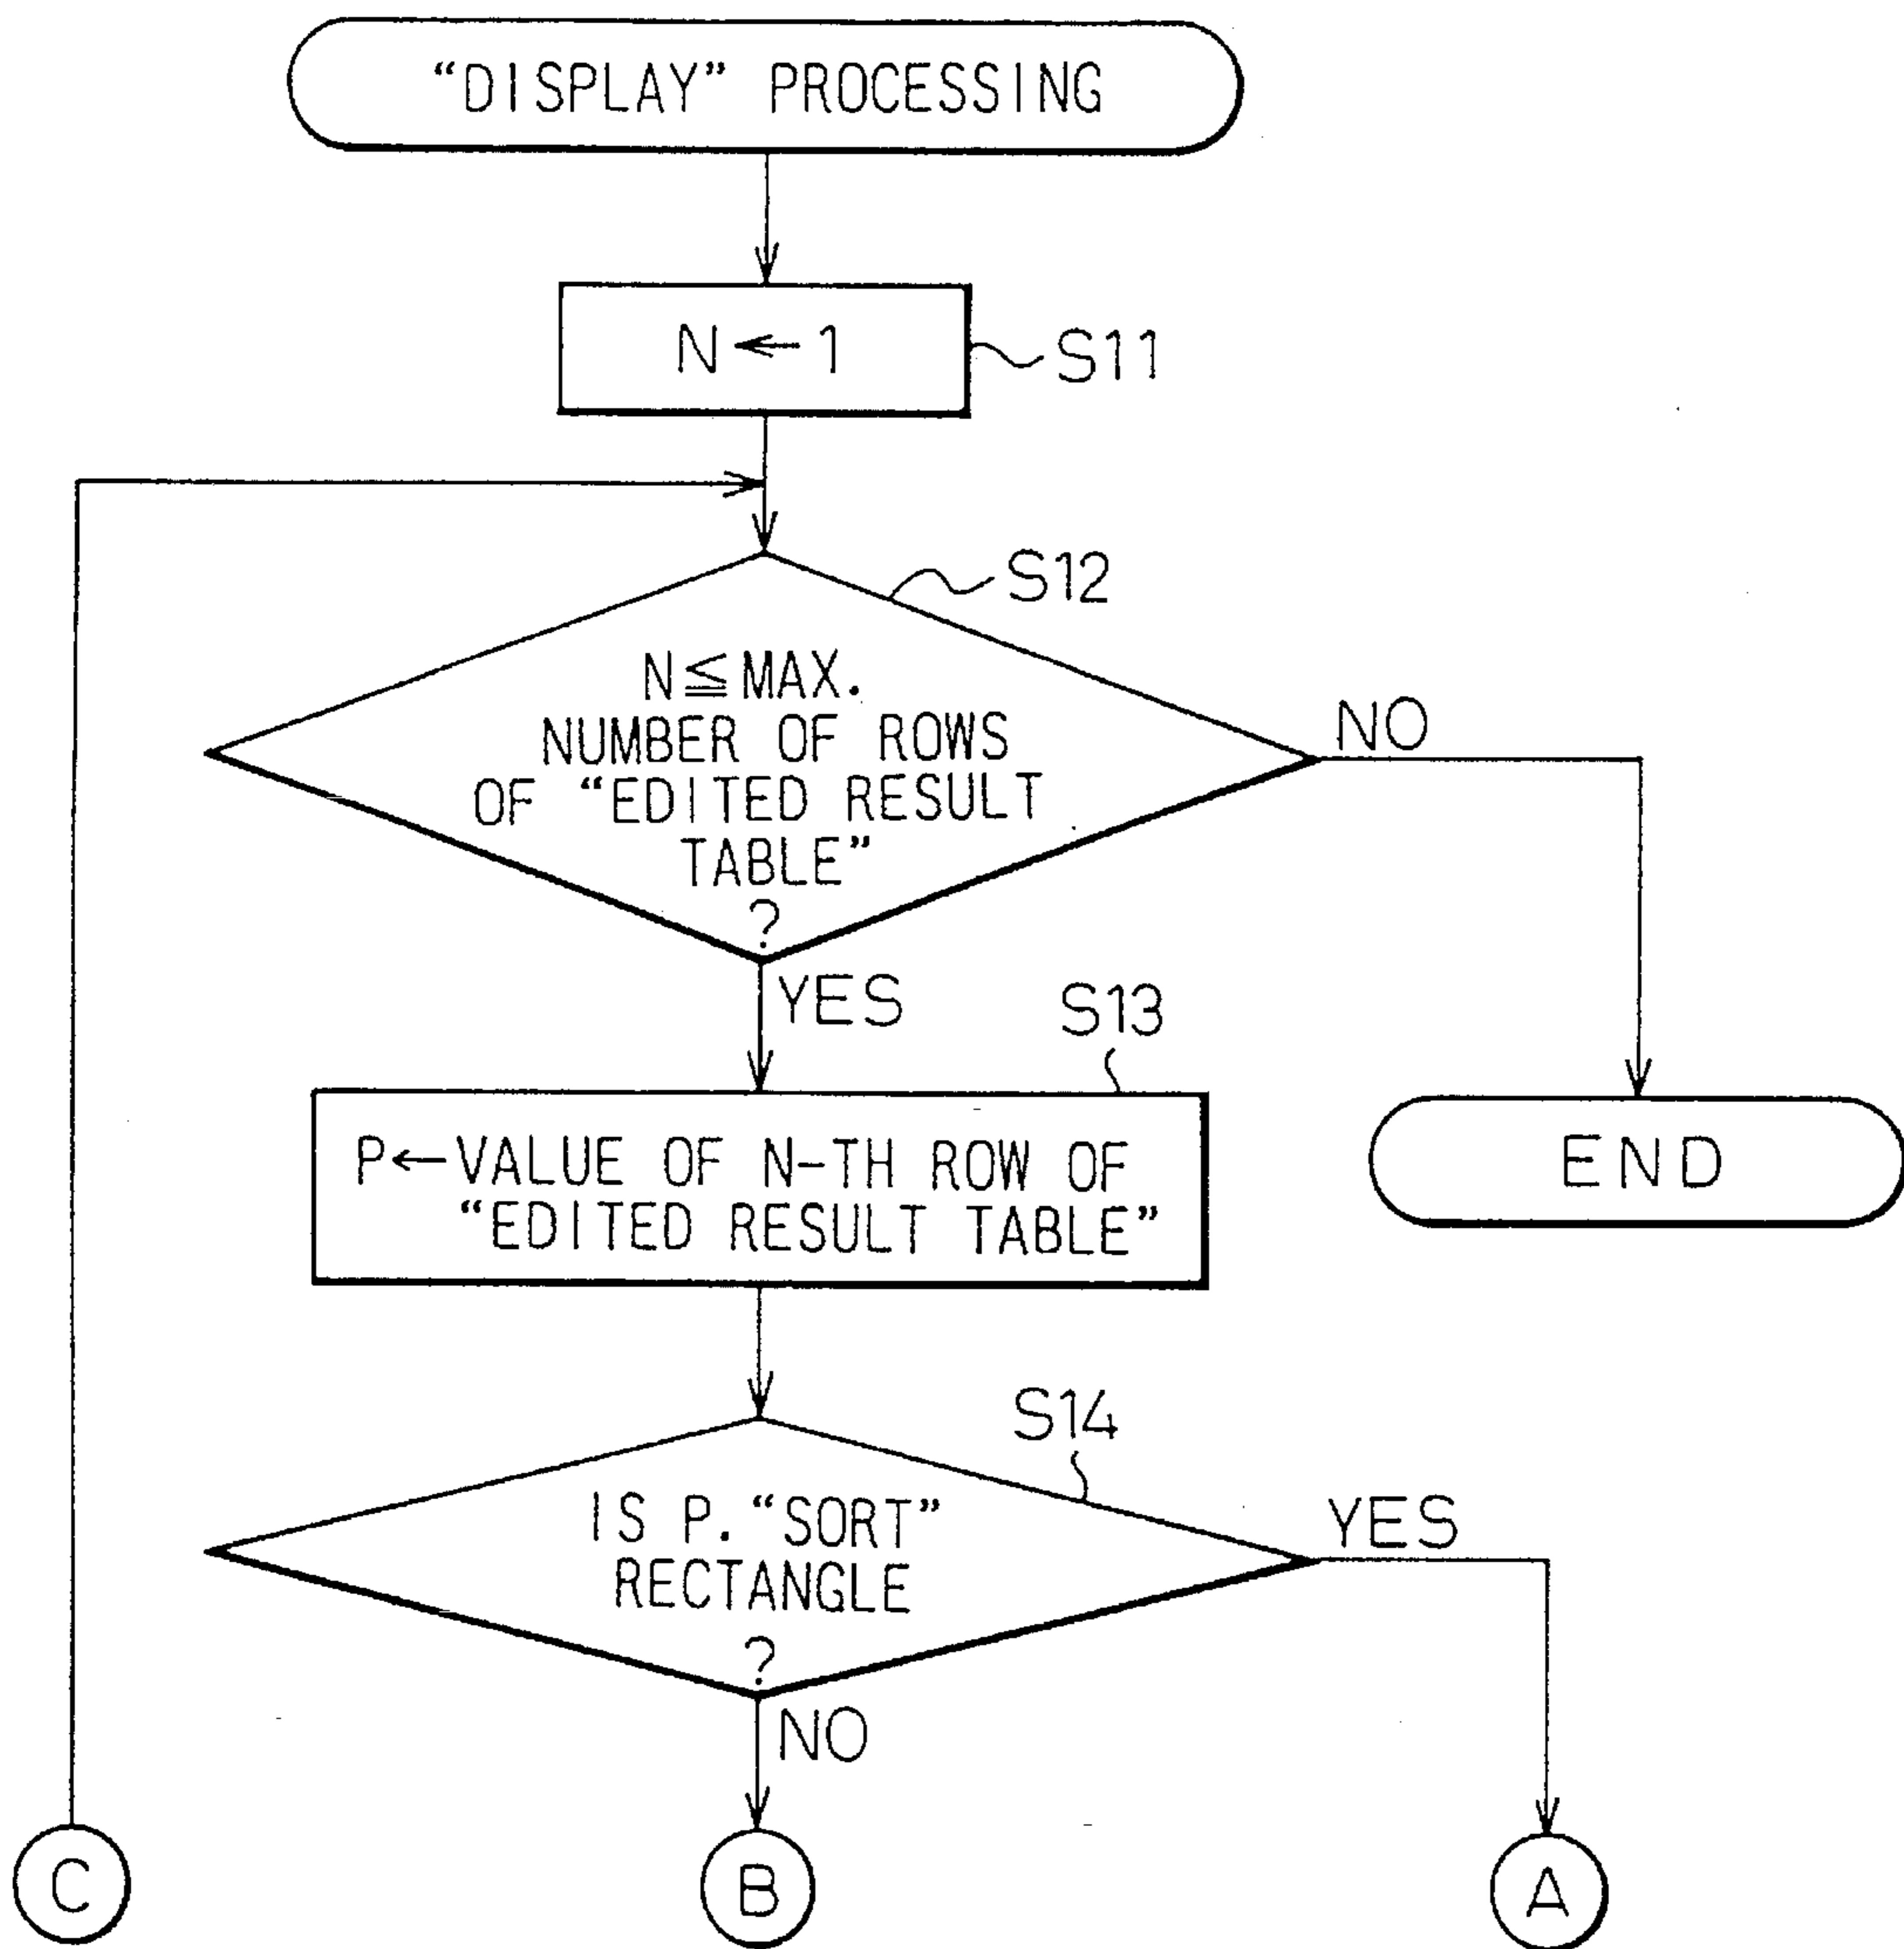 “DISPLAY” PROCESSING
N←1
S11
S12
N≦MAX.
NUMBER OF ROWS
OF “EDITED RESULT
TABLE”
?
NO
YES
S13
P←VALUE OF N-TH ROW OF
“EDITED RESULT TABLE”
END
S14
IS P. “SORT”
RECTANGLE
?
YES
NO
C
B
A